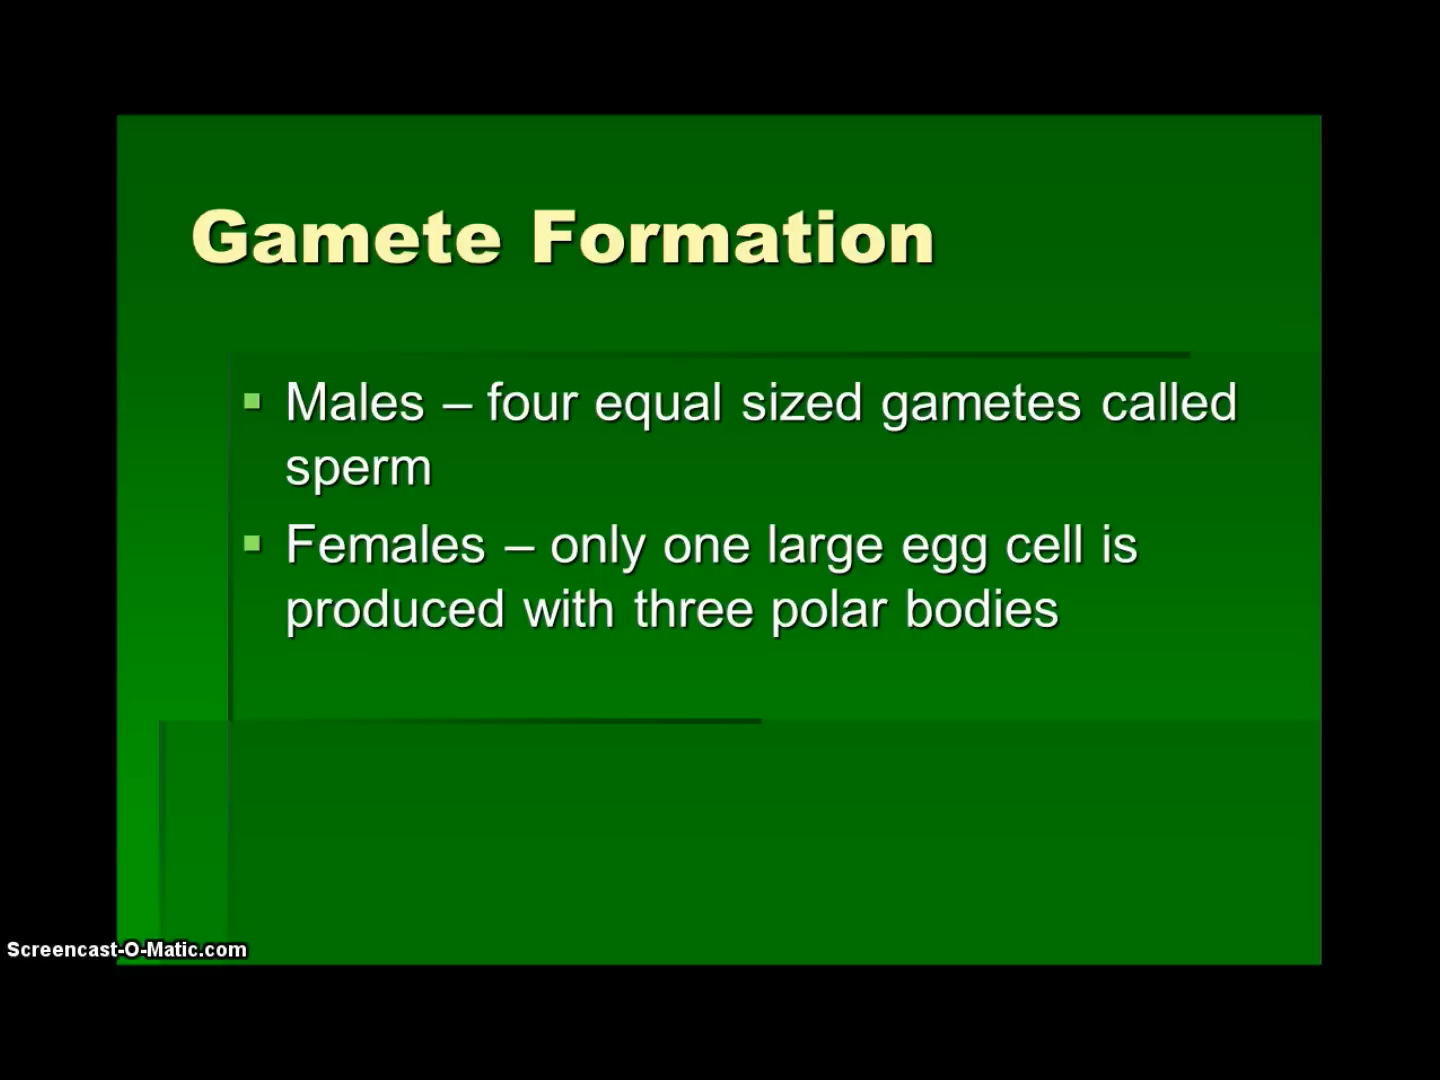 Gamete Formation
▪ Males – four equal sized gametes called
sperm
▪ Females – only one large egg cell is
produced with three polar bodies
Screencast-O-Matic.com